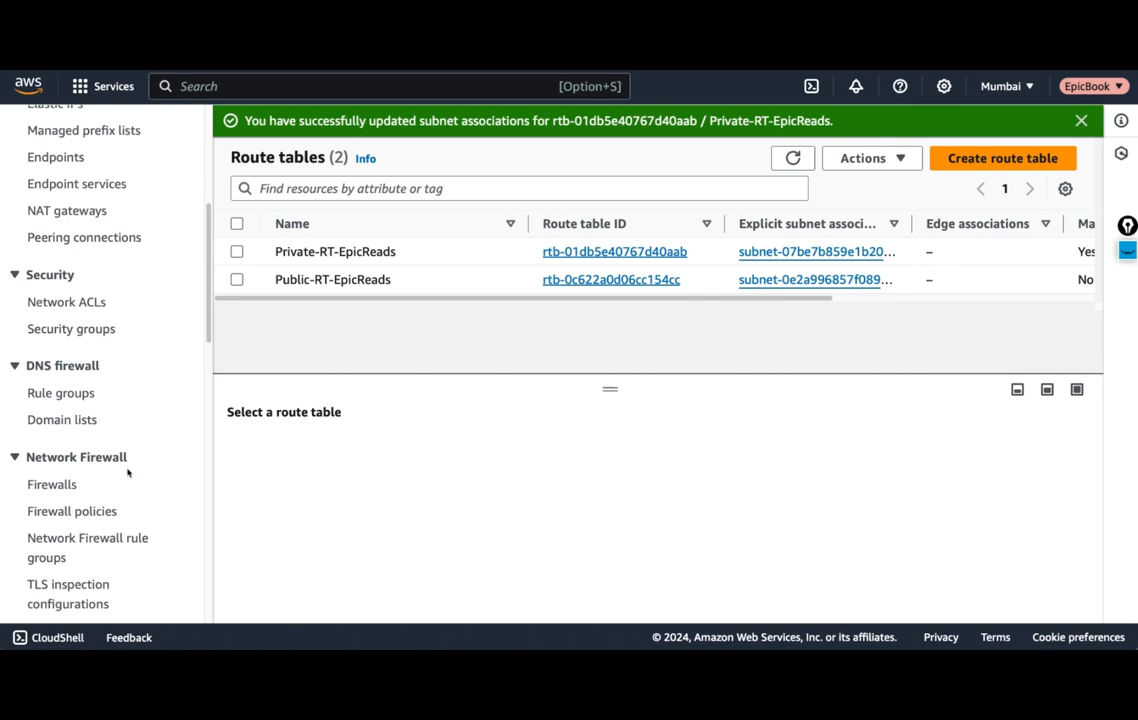 aws Services Search [Option+S] Mumbai EpicBook
Elastic IPs
Managed prefix lists
Endpoints
Endpoint services
NAT gateways
Peering connections
Security
Network ACLs
Security groups
DNS firewall
Rule groups
Domain lists
Network Firewall
Firewalls
Firewall policies
Network Firewall rule
groups
TLS inspection
configurations
You have successfully updated subnet associations for rtb-01db5e40767d40aab / Private-RT-EpicReads.
Route tables (2) Info Actions Create route table
Find resources by attribute or tag 1
Name Route table ID Explicit subnet associ... Edge associations Ma
Private-RT-EpicReads rtb-01db5e40767d40aab subnet-07be7b859e1b20... – Yes
Public-RT-EpicReads rtb-0c622a0d06cc154cc subnet-0e2a996857f089... – No
Select a route table
CloudShell Feedback © 2024, Amazon Web Services, Inc. or its affiliates. Privacy Terms Cookie preferences